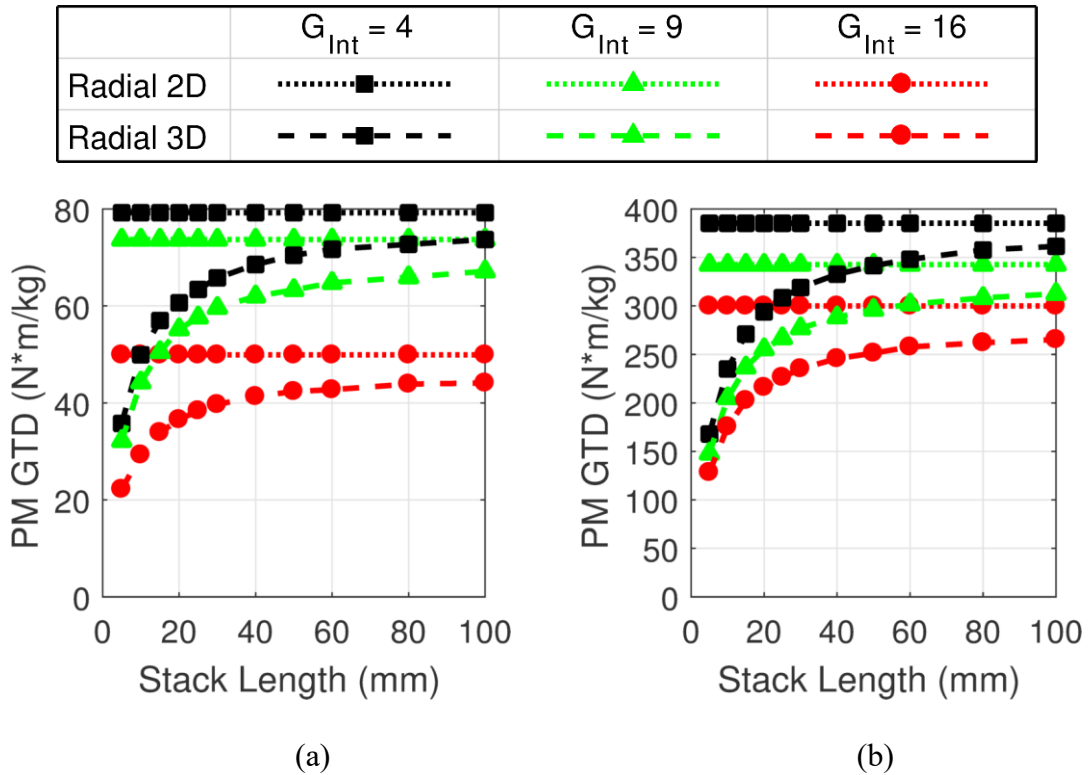 G_Int = 4 G_Int = 9 G_Int = 16
Radial 2D
Radial 3D
80
60
40
20
0
PM GTD (N*m/kg)
0 20 40 60 80 100
Stack Length (mm)
(a)
400
350
300
250
200
150
100
50
0
PM GTD (N*m/kg)
0 20 40 60 80 100
Stack Length (mm)
(b)